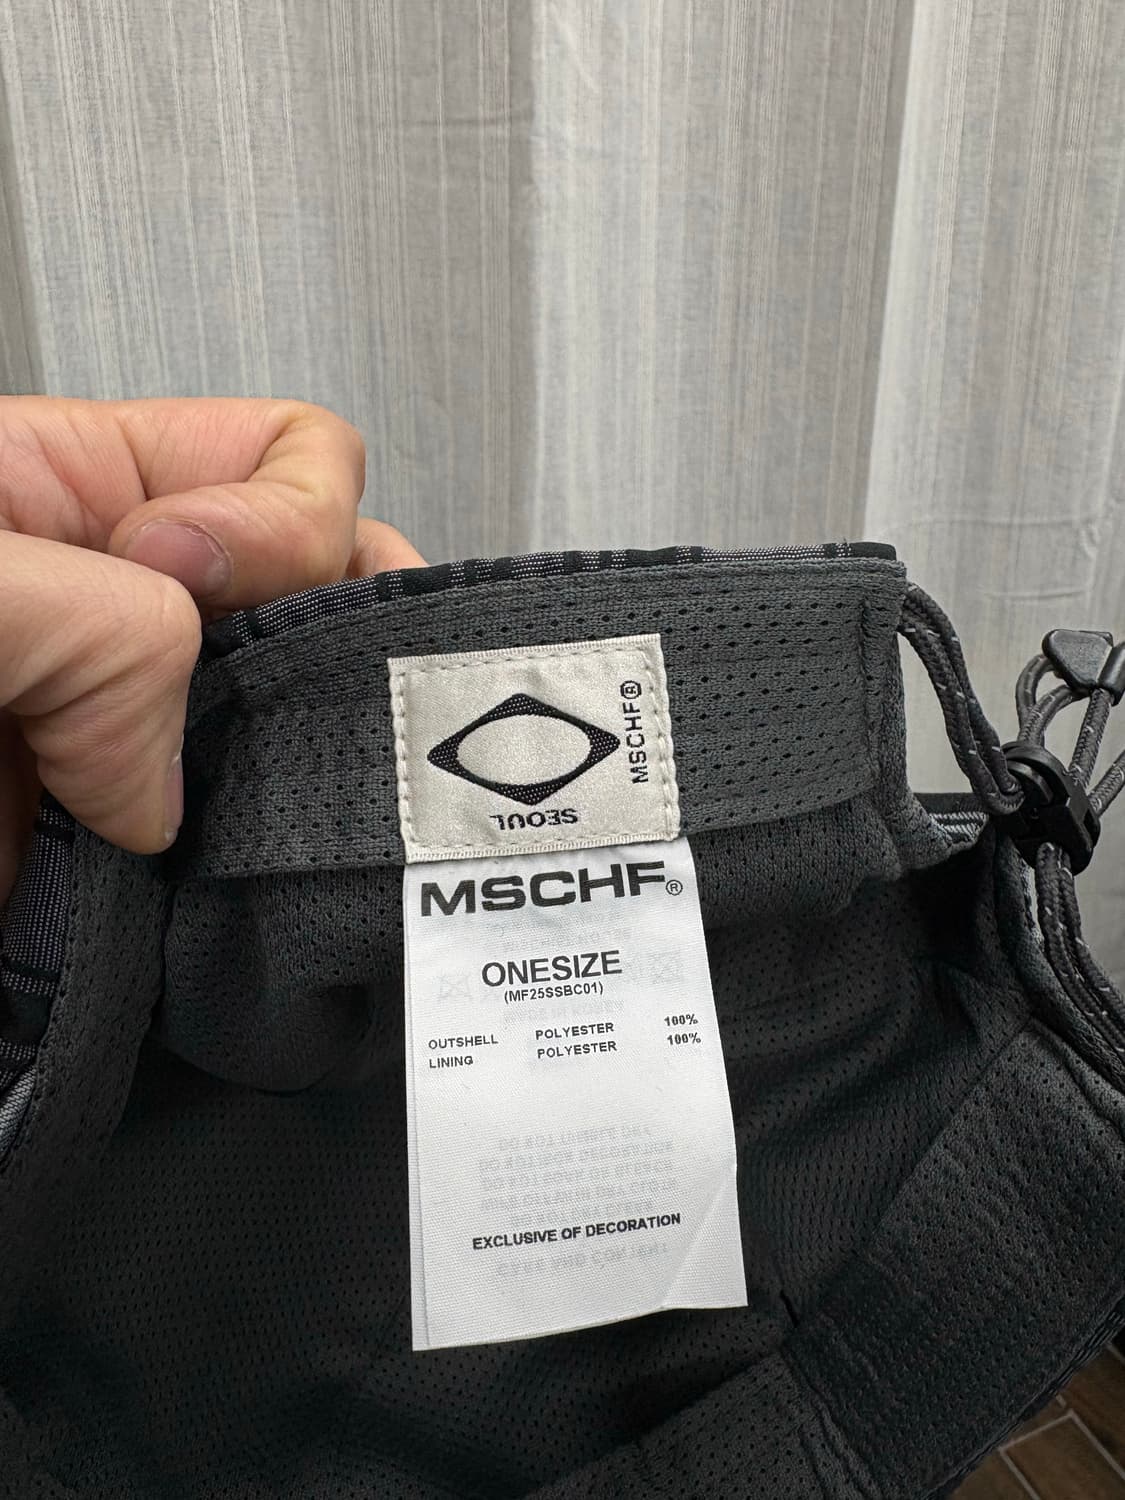 MSCHF®
SEOUL
MSCHF®
ONESIZE
(MF25SSBC01)
OUTSHELL POLYESTER 100%
LINING POLYESTER 100%
EXCLUSIVE OF DECORATION